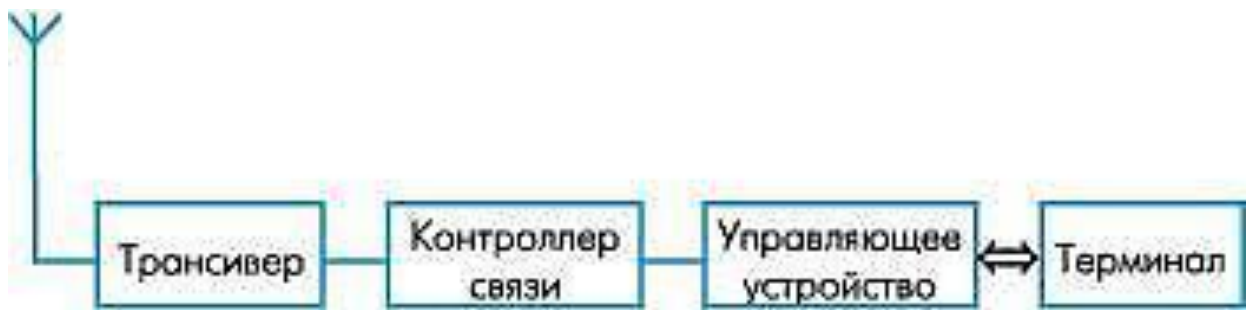 Трансивер
Контроллер
связи
Управляющее
устройство
Терминал